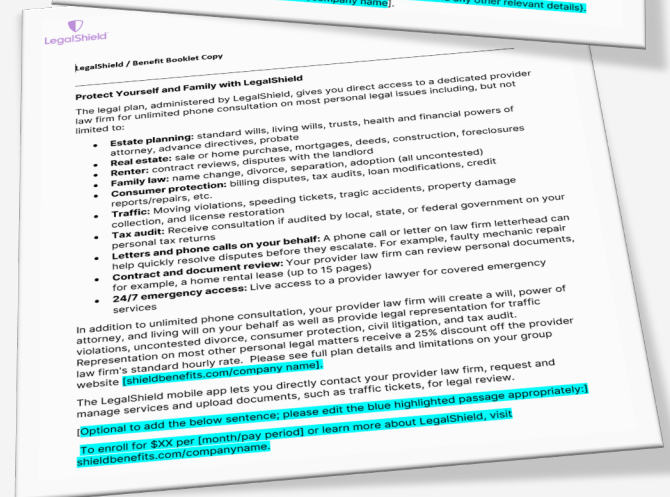 company name].
any other relevant details).
LegalShield
LegalShield / Benefit Booklet Copy
Protect Yourself and Family with LegalShield
The legal plan, administered by LegalShield, gives you direct access to a dedicated provider
law firm for unlimited phone consultation on most personal legal issues including, but not
limited to:
• Estate planning: standard wills, living wills, trusts, health and financial powers of
attorney, advance directives, probate
• Real estate: sale or home purchase, mortgages, deeds, construction, foreclosures
• Renter: contract reviews, disputes with the landlord
• Family law: name change, divorce, separation, adoption (all uncontested)
• Consumer protection: billing disputes, tax audits, loan modifications, credit
reports/repairs, etc.
• Traffic: Moving violations, speeding tickets, tragic accidents, property damage
collection, and license restoration
• Tax audit: Receive consultation if audited by local, state, or federal government on your
personal tax returns
• Letters and phone calls on your behalf: A phone call or letter on law firm letterhead can
help quickly resolve disputes before they escalate. For example, faulty mechanic repair
• Contract and document review: Your provider law firm can review personal documents,
for example, a home rental lease (up to 15 pages)
• 24/7 emergency access: Live access to a provider lawyer for covered emergency
services
In addition to unlimited phone consultation, your provider law firm will create a will, power of
attorney, and living will on your behalf as well as provide legal representation for traffic
violations, uncontested divorce, consumer protection, civil litigation, and tax audit.
Representation on most other personal legal matters receive a 25% discount off the provider
law firm's standard hourly rate. Please see full plan details and limitations on your group
website [shieldbenefits.com/company name].
The LegalShield mobile app lets you directly contact your provider law firm, request and
manage services and upload documents, such as traffic tickets, for legal review.
[Optional to add the below sentence; please edit the blue highlighted passage appropriately:]
To enroll for $XX per [month/pay period] or learn more about LegalShield, visit
shieldbenefits.com/companyname.